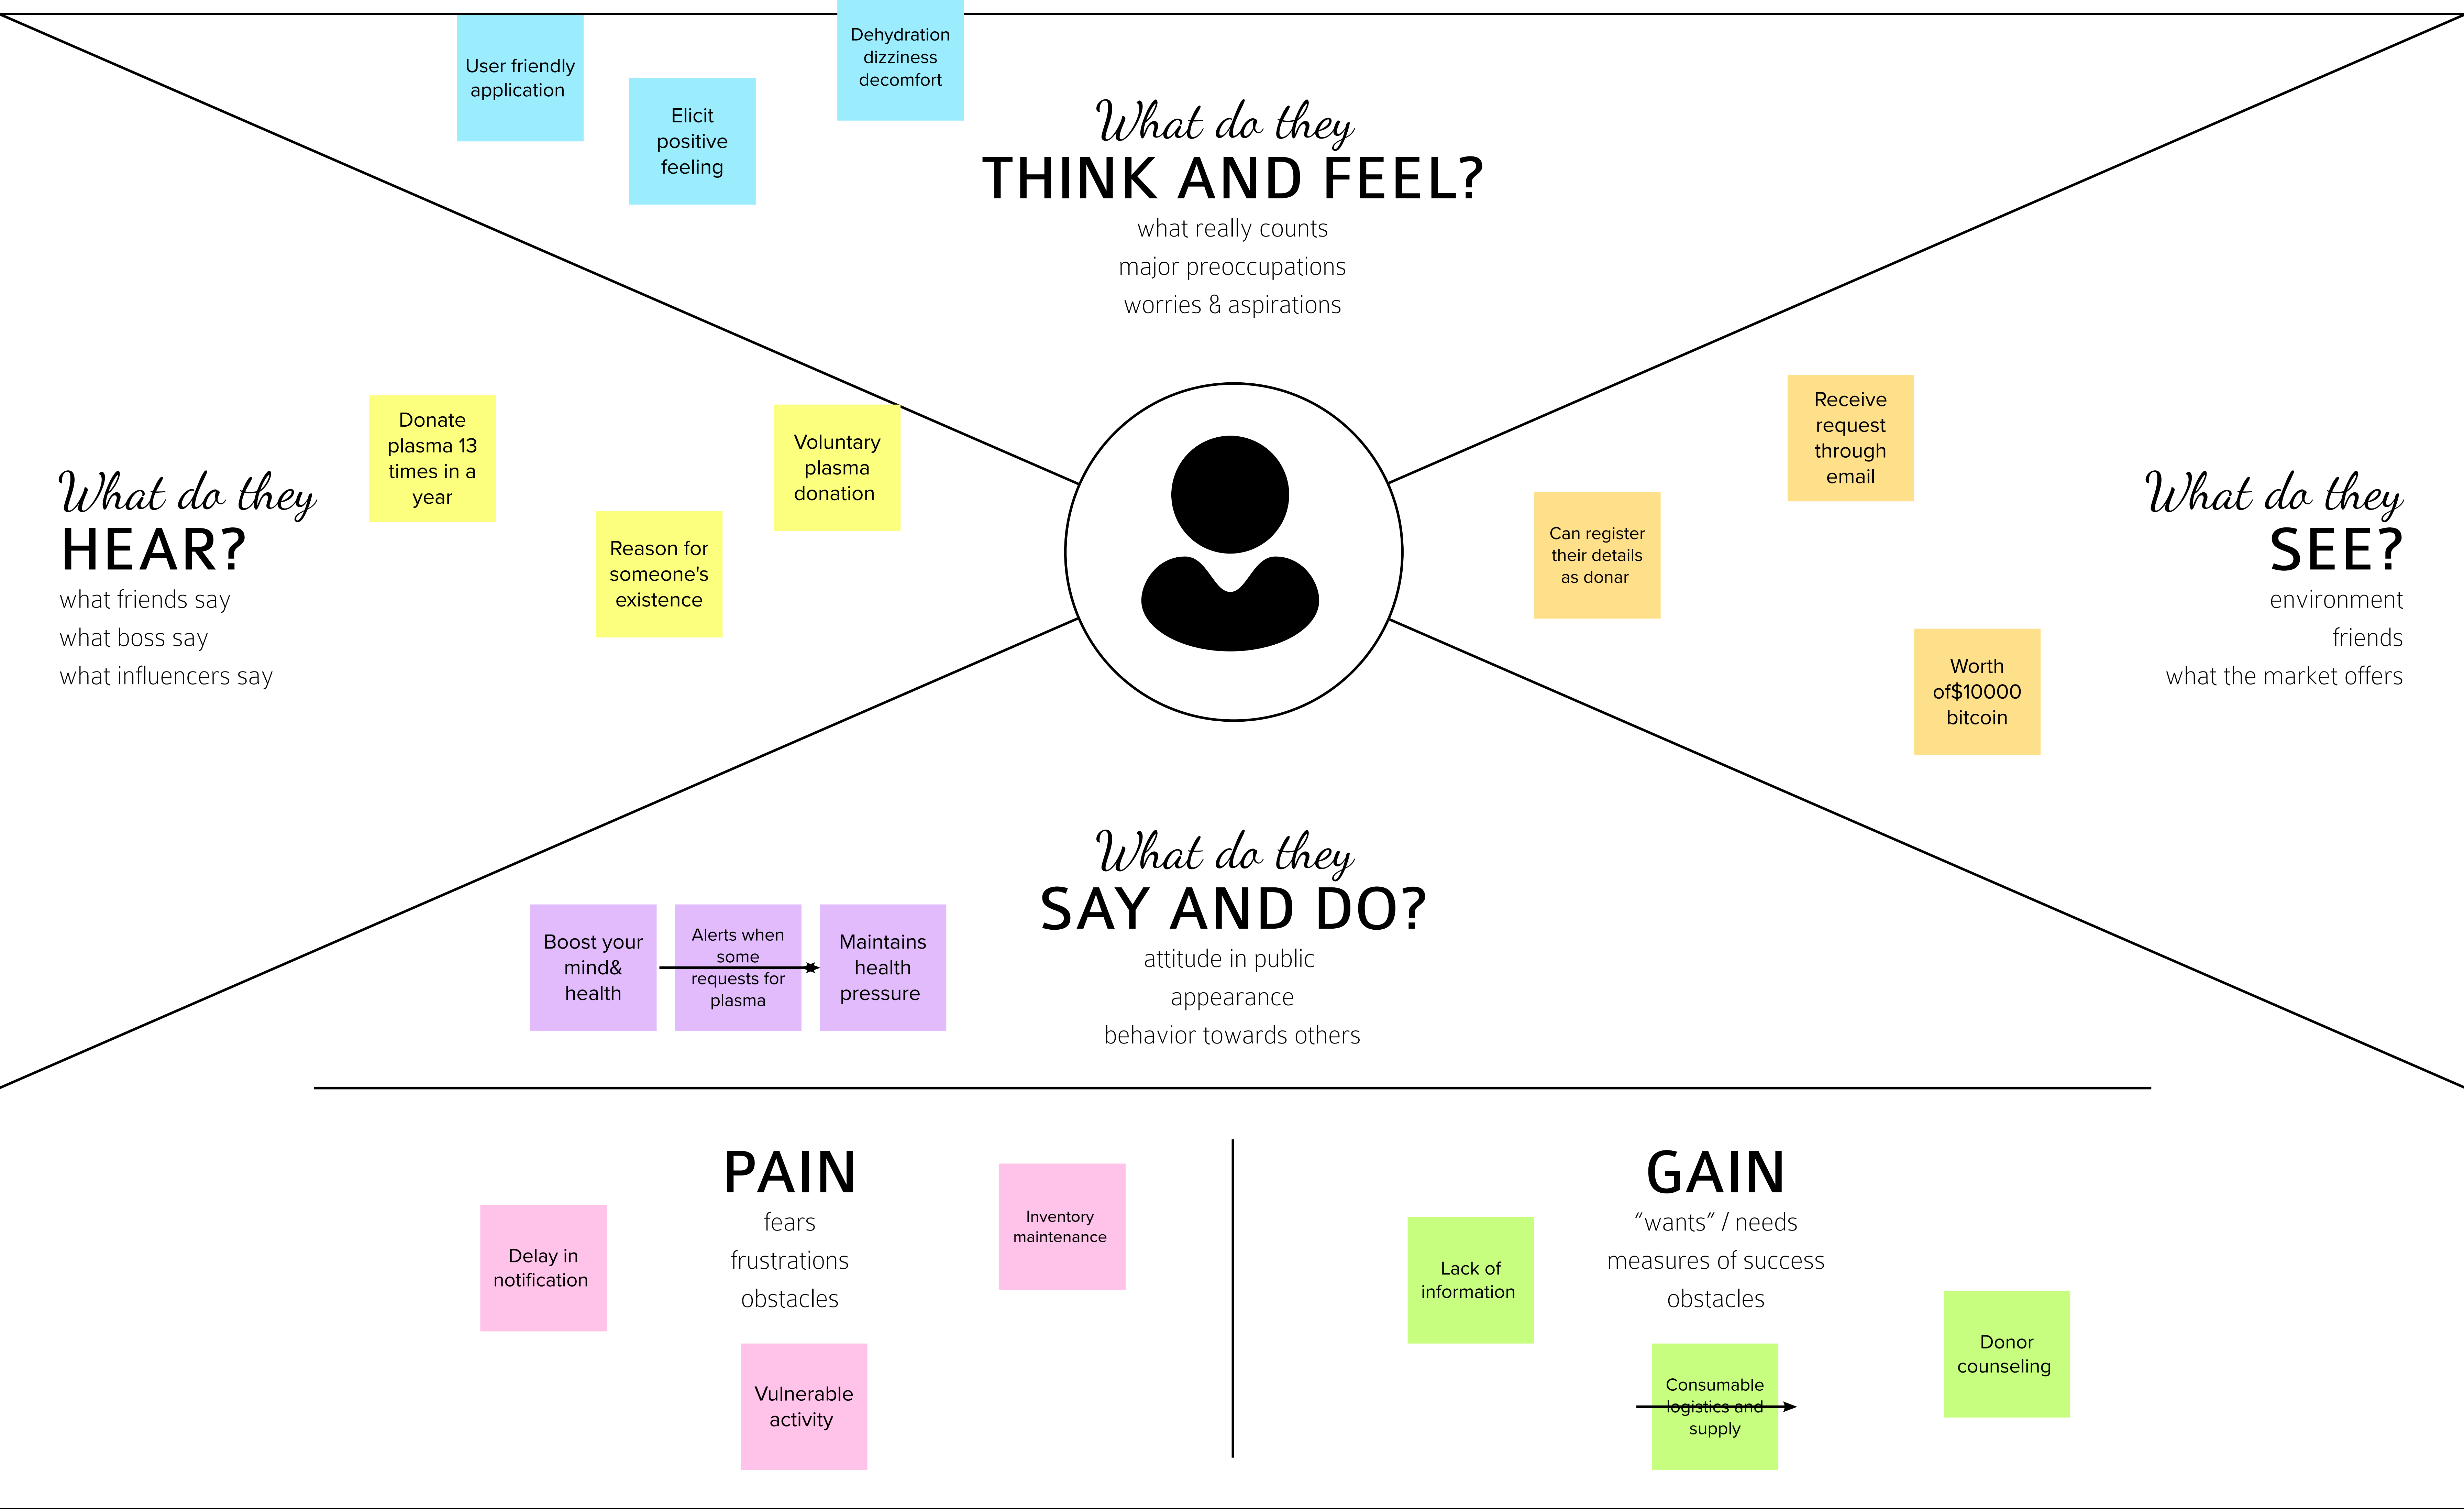 User friendly
application
Elicit
positive
feeling
Dehydration
dizziness
decomfort
What do they
THINK AND FEEL?
what really counts
major preoccupations
worries & aspirations
What do they
HEAR?
what friends say
what boss say
what influencers say
Donate
plasma 13
times in a
year
Reason for
someone's
existence
Voluntary
plasma
donation
Can register
their details
as donar
Receive
request
through
email
Worth
of$10000
bitcoin
What do they
SEE?
environment
friends
what the market offers
Boost your
mind&
health
Alerts when
some
requests for
plasma
Maintains
health
pressure
What do they
SAY AND DO?
attitude in public
appearance
behavior towards others
PAIN
fears
frustrations
obstacles
Delay in
notification
Vulnerable
activity
Inventory
maintenance
GAIN
“wants” / needs
measures of success
obstacles
Lack of
information
Consumable
logistics and
supply
Donor
counseling